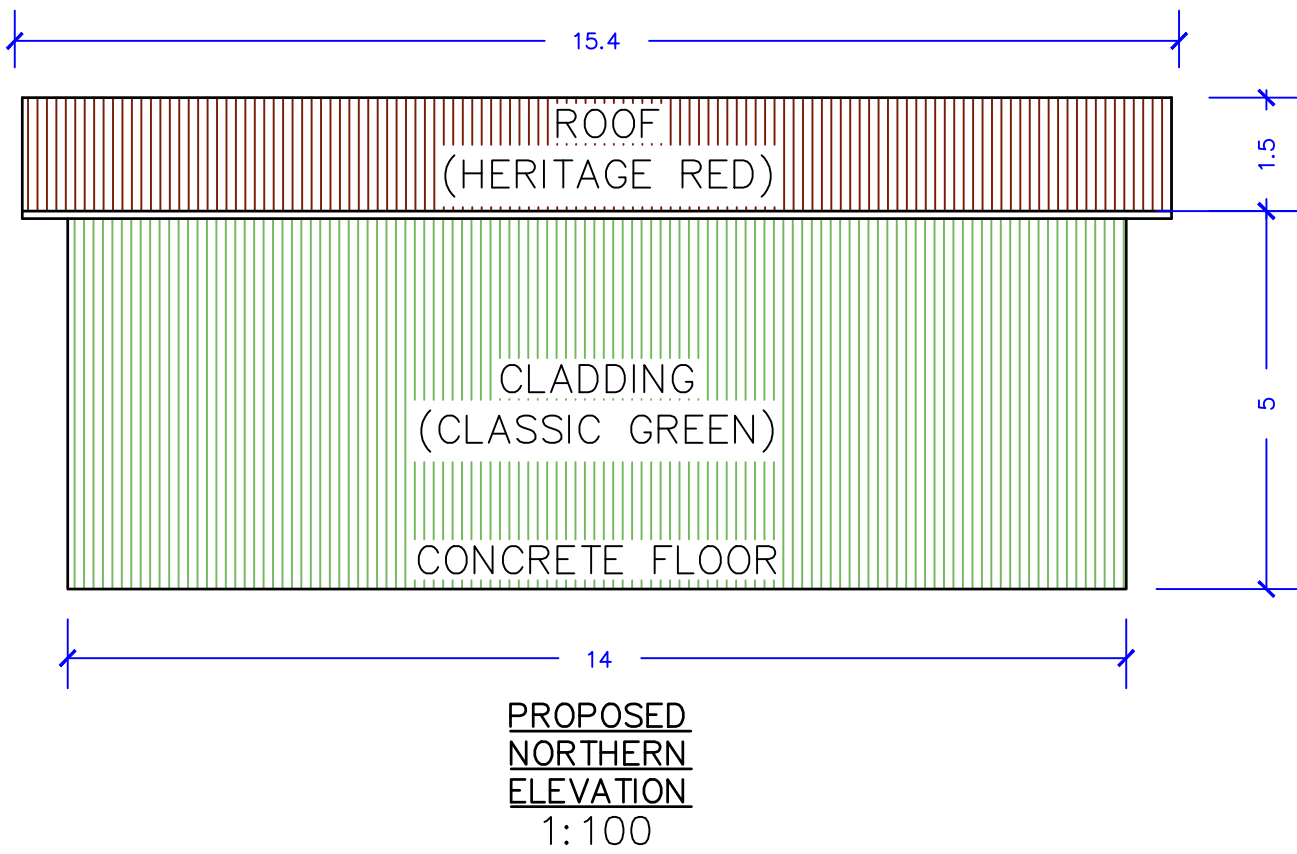 15.4
ROOF
(HERITAGE RED)
1.5
CLADDING
(CLASSIC GREEN)
5
CONCRETE FLOOR
14
PROPOSED
NORTHERN
ELEVATION
1:100